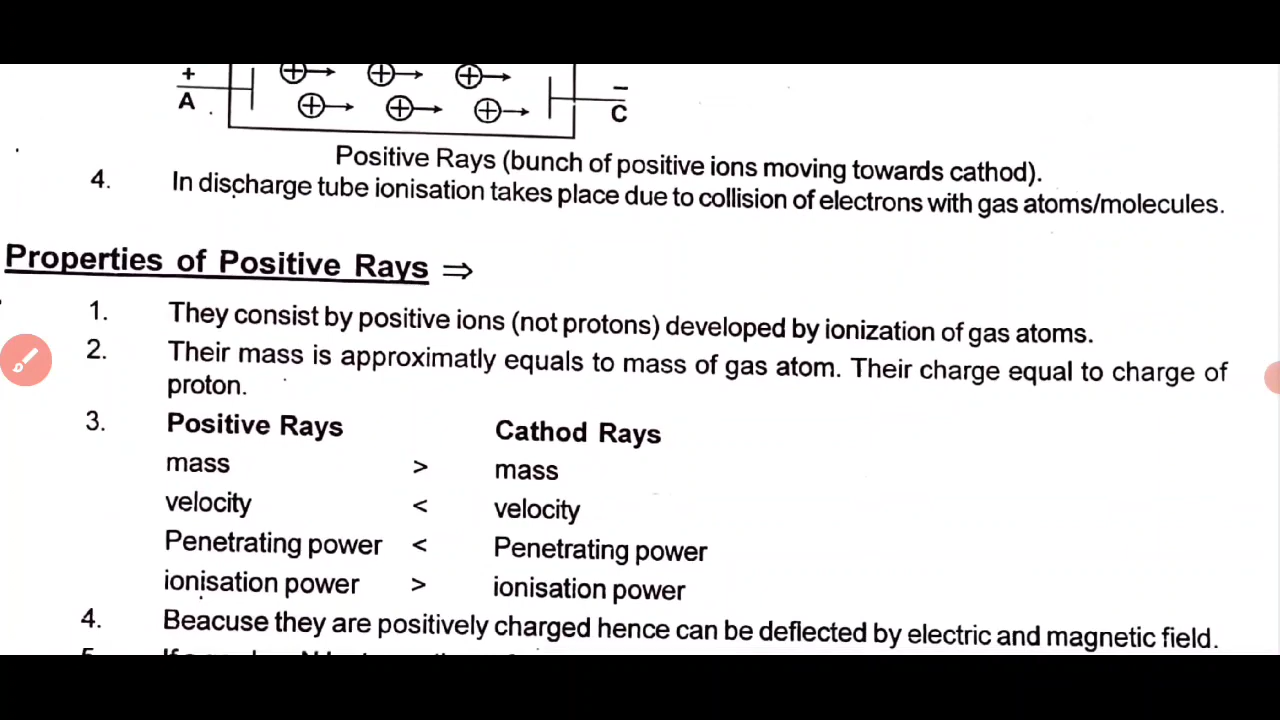 +
A
−
C
Positive Rays (bunch of positive ions moving towards cathod).
4. In discharge tube ionisation takes place due to collision of electrons with gas atoms/molecules.
Properties of Positive Rays ⇒
1. They consist by positive ions (not protons) developed by ionization of gas atoms.
2. Their mass is approximatly equals to mass of gas atom. Their charge equal to charge of
proton.
3. Positive Rays Cathod Rays
mass > mass
velocity < velocity
Penetrating power < Penetrating power
ionisation power > ionisation power
4. Beacuse they are positively charged hence can be deflected by electric and magnetic field.